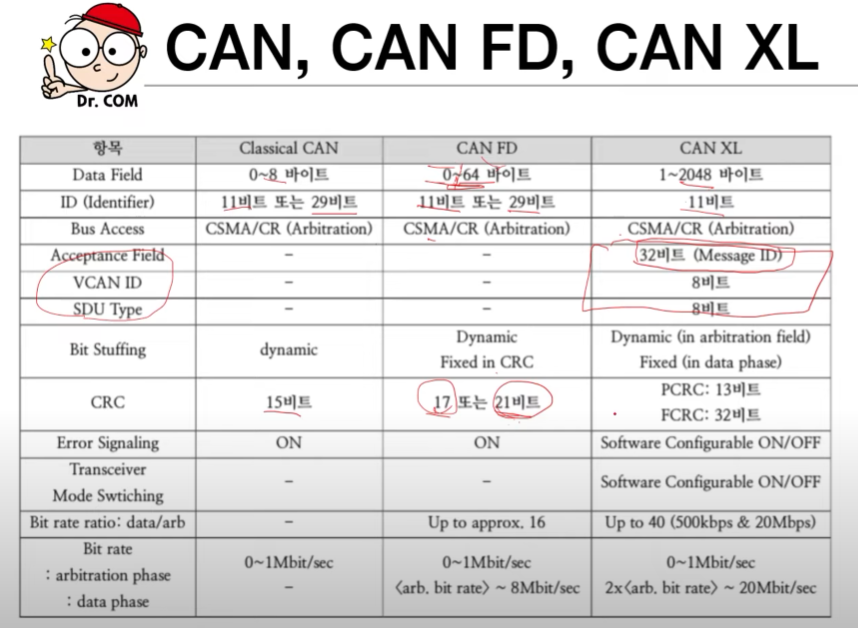 Dr. COM
CAN, CAN FD, CAN XL
항목 Classical CAN CAN FD CAN XL
Data Field 0~8 바이트 0~64 바이트 1~2048 바이트
ID (Identifier) 11비트 또는 29비트 11비트 또는 29비트 11비트
Bus Access CSMA/CR (Arbitration) CSMA/CR (Arbitration) CSMA/CR (Arbitration)
Acceptance Field - - 32비트 (Message ID)
VCAN ID - - 8비트
SDU Type - - 8비트
Bit Stuffing dynamic Dynamic Dynamic (in arbitration field)
Fixed in CRC Fixed (in data phase)
CRC 15비트 17 또는 21비트 PCRC: 13비트
FCRC: 32비트
Error Signaling ON ON Software Configurable ON/OFF
Transceiver
Mode Swtiching - - Software Configurable ON/OFF
Bit rate ratio: data/arb - Up to approx. 16 Up to 40 (500kbps & 20Mbps)
Bit rate
: arbitration phase 0~1Mbit/sec 0~1Mbit/sec 0~1Mbit/sec
: data phase - <arb. bit rate> ~ 8Mbit/sec 2x<arb. bit rate> ~ 20Mbit/sec